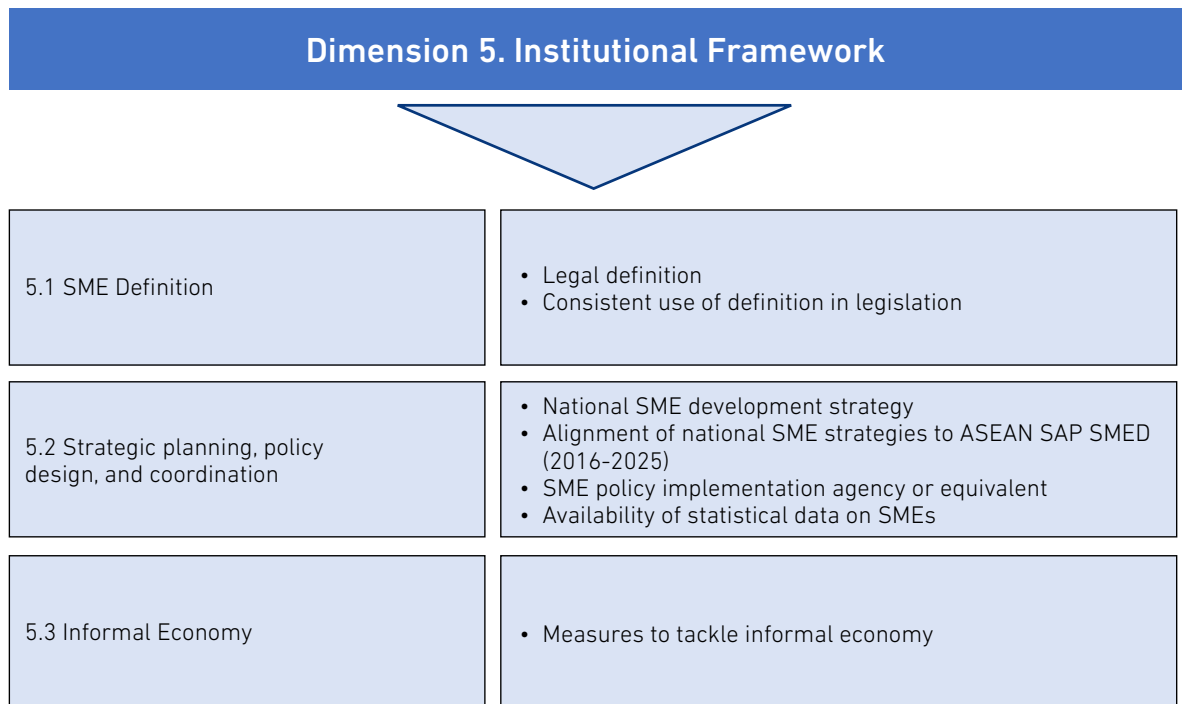 Dimension 5. Institutional Framework
5.1 SME Definition
• Legal definition
• Consistent use of definition in legislation
5.2 Strategic planning, policy
design, and coordination
• National SME development strategy
• Alignment of national SME strategies to ASEAN SAP SMED
(2016-2025)
• SME policy implementation agency or equivalent
• Availability of statistical data on SMEs
5.3 Informal Economy
• Measures to tackle informal economy